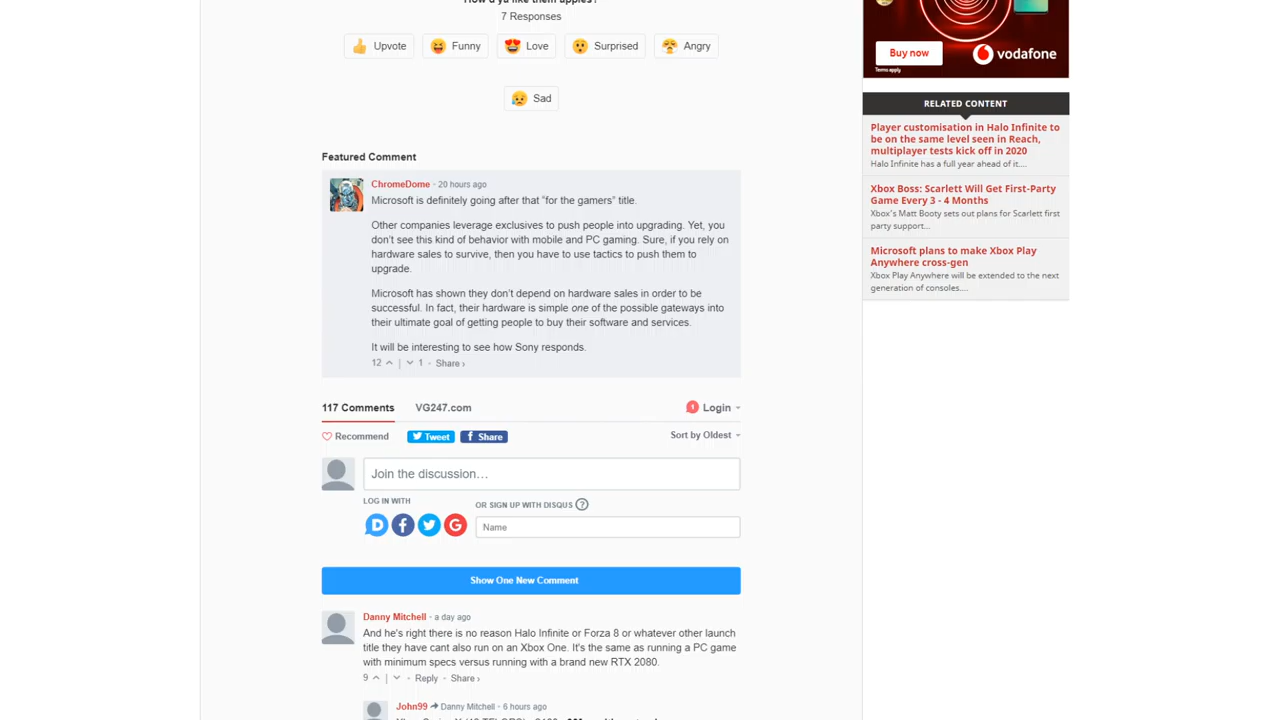 How d'ya like them apples?
7 Responses
Upvote
Funny
Love
Surprised
Angry
Sad
Featured Comment
ChromeDome · 20 hours ago
Microsoft is definitely going after that "for the gamers" title.
Other companies leverage exclusives to push people into upgrading. Yet, you
don't see this kind of behavior with mobile and PC gaming. Sure, if you rely on
hardware sales to survive, then you have to use tactics to push them to
upgrade.
Microsoft has shown they don't depend on hardware sales in order to be
successful. In fact, their hardware is simple one of the possible gateways into
their ultimate goal of getting people to buy their software and services.
It will be interesting to see how Sony responds.
12 | 1 · Share ›
117 Comments
VG247.com
1 Login
Recommend
Tweet
f Share
Sort by Oldest
Join the discussion…
LOG IN WITH
OR SIGN UP WITH DISQUS ?
D f G
Name
Show One New Comment
Danny Mitchell · a day ago
And he's right there is no reason Halo Infinite or Forza 8 or whatever other launch
title they have cant also run on an Xbox One. It's the same as running a PC game
with minimum specs versus running with a brand new RTX 2080.
9 | · Reply · Share ›
John99 → Danny Mitchell · 6 hours ago
Buy now
vodafone
Terms apply
RELATED CONTENT
Player customisation in Halo Infinite to
be on the same level seen in Reach,
multiplayer tests kick off in 2020
Halo Infinite has a full year ahead of it....
Xbox Boss: Scarlett Will Get First-Party
Game Every 3 - 4 Months
Xbox's Matt Booty sets out plans for Scarlett first
party support...
Microsoft plans to make Xbox Play
Anywhere cross-gen
Xbox Play Anywhere will be extended to the next
generation of consoles....